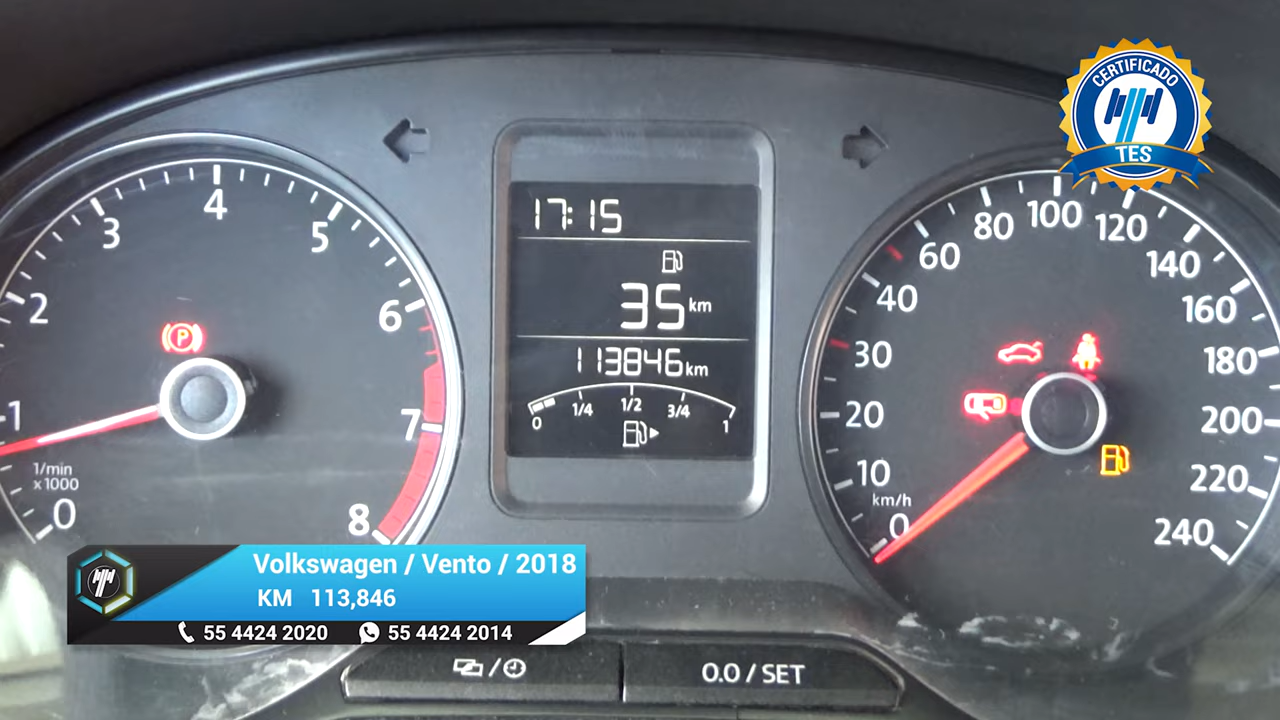 CERTIFICADO
TES
1
2
3
4
5
6
7
8
0
1/min
x 1000
P
17:15
35 km
113846 km
0 1/4 1/2 3/4 1
0
10
20
30
40
60
80
100
120
140
160
180
200
220
240
km/h
Volkswagen / Vento / 2018
KM 113,846
55 4424 2020 55 4424 2014
/
0.0 / SET